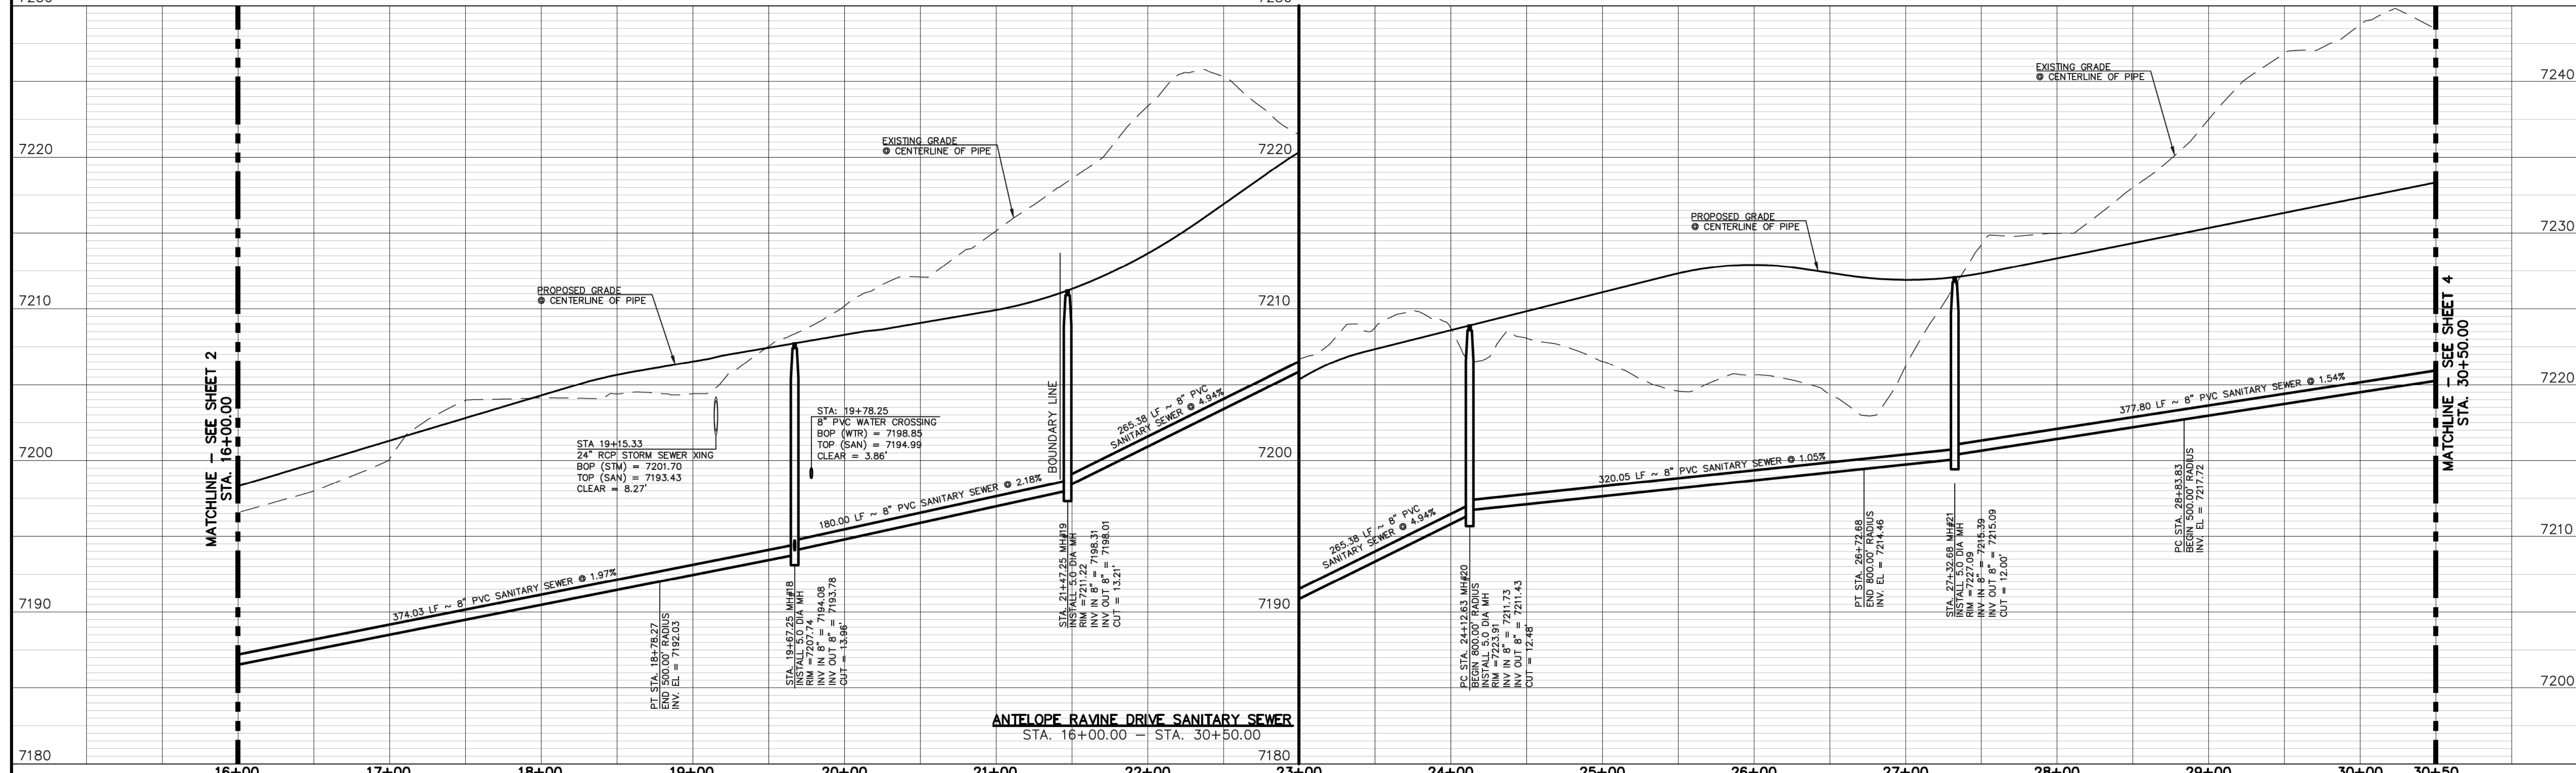 7230
7230
EXISTING GRADE
@ CENTERLINE OF PIPE
7240
EXISTING GRADE
@ CENTERLINE OF PIPE
7220
7220
PROPOSED GRADE
@ CENTERLINE OF PIPE
7230
PROPOSED GRADE
@ CENTERLINE OF PIPE
7210
7210
MATCHLINE – SEE SHEET 2
STA. 16+00.00
STA 19+15.33
24" RCP STORM SEWER XING
BOP (STM) = 7201.70
TOP (SAN) = 7193.43
CLEAR = 8.27'
STA: 19+78.25
8" PVC WATER CROSSING
BOP (WTR) = 7198.85
TOP (SAN) = 7194.99
CLEAR = 3.86'
BOUNDARY LINE
265.38 LF ~ 8" PVC
SANITARY SEWER @ 4.94%
7220
377.80 LF ~ 8" PVC SANITARY SEWER @ 1.54%
MATCHLINE – SEE SHEET 4
STA. 30+50.00
7200
7200
180.00 LF ~ 8" PVC SANITARY SEWER @ 2.18%
320.05 LF ~ 8" PVC SANITARY SEWER @ 1.05%
265.38 LF ~ 8" PVC
SANITARY SEWER @ 4.94%
7210
374.03 LF ~ 8" PVC SANITARY SEWER @ 1.97%
PT STA. 18+78.27
END 500.00' RADIUS
INV. EL = 7192.03
STA. 19+67.25 MH#18
INSTALL 5.0 DIA MH
RIM =7207.74
INV IN 8" = 7194.08
INV OUT 8" = 7193.78
CUT = 13.96'
STA. 21+47.25 MH#19
INSTALL 5.0 DIA MH
RIM =7211.22
INV IN 8" = 7198.31
INV OUT 8" = 7198.01
CUT = 13.21'
PC STA. 24+12.63 MH#20
BEGIN 800.00' RADIUS
INSTALL 5.0 DIA MH
RIM =7223.91
INV IN 8" = 7211.73
INV OUT 8" = 7211.43
CUT = 12.48'
PT STA. 26+72.68
END 800.00' RADIUS
INV. EL = 7214.46
STA. 27+32.68 MH#21
INSTALL 5.0 DIA MH
RIM =7227.09
INV IN 8" = 7215.39
INV OUT 8" = 7215.09
CUT = 12.00'
PC STA. 28+83.83
BEGIN 500.00' RADIUS
INV. EL = 7217.72
7190
7190
7200
ANTELOPE RAVINE DRIVE SANITARY SEWER
STA. 16+00.00 – STA. 30+50.00
7180
7180
16+00 17+00 18+00 19+00 20+00 21+00 22+00 23+00 24+00 25+00 26+00 27+00 28+00 29+00 30+00 30+50